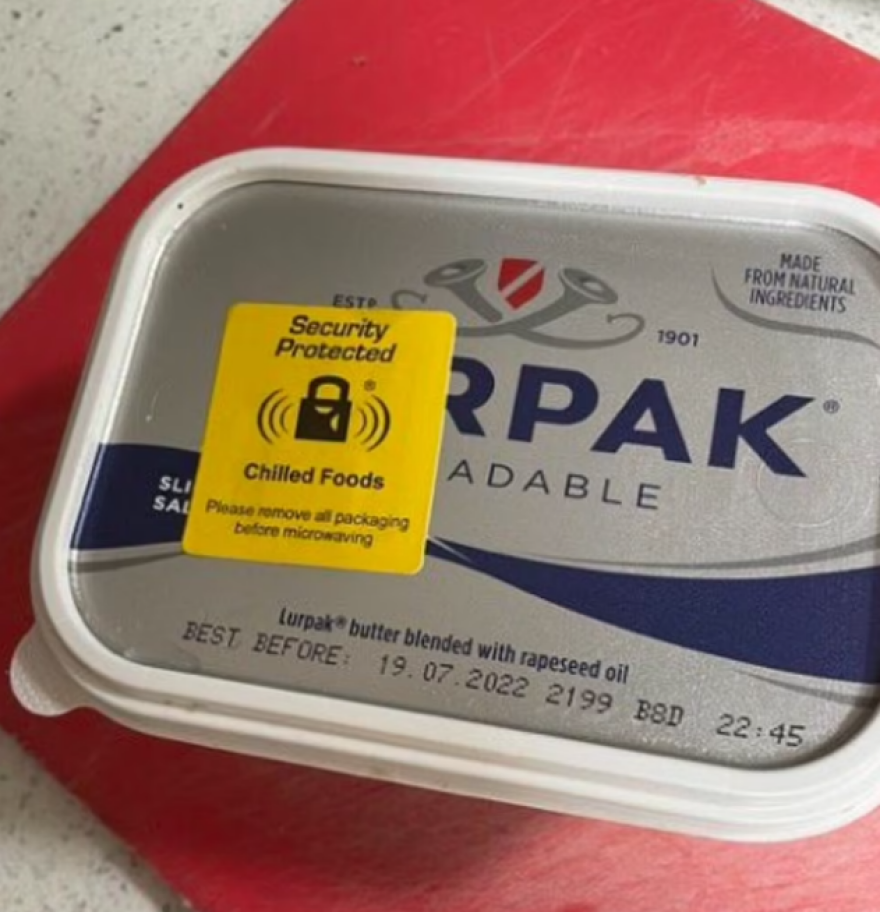 MADE
FROM NATURAL
INGREDIENTS
ESTD
1901
Security
Protected
®
Chilled Foods
Please remove all packaging
before microwaving
RPAK®
ADABLE
SLI
SAL
Lurpak® butter blended with rapeseed oil
BEST BEFORE: 19.07.2022 2199 B8D 22:45